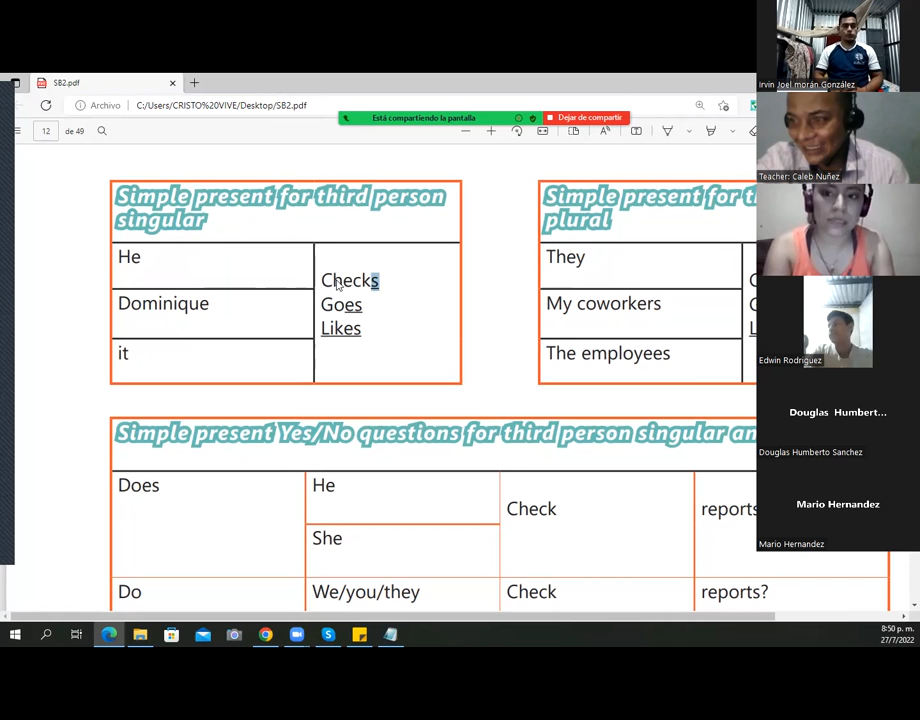 SB2.pdf
Archivo
C:/Users/CRISTO%20VIVE/Desktop/SB2.pdf
Está compartiendo la pantalla
Dejar de compartir
12
de 49
Simple present for third person
singular
He
Dominique
it
Checks
Goes
Likes
plural
They
My coworkers
The employees
Simple present Yes/No questions for third person singular
Does
He
She
Check
reports
Do
We/you/they
Check
reports?
Irvin Joel morán González
Teacher: Caleb Nuñez
Edwin Rodriguez
Douglas Humbert...
Douglas Humberto Sanchez
Mario Hernandez
Mario Hernandez
8:50 p. m.
27/7/2022